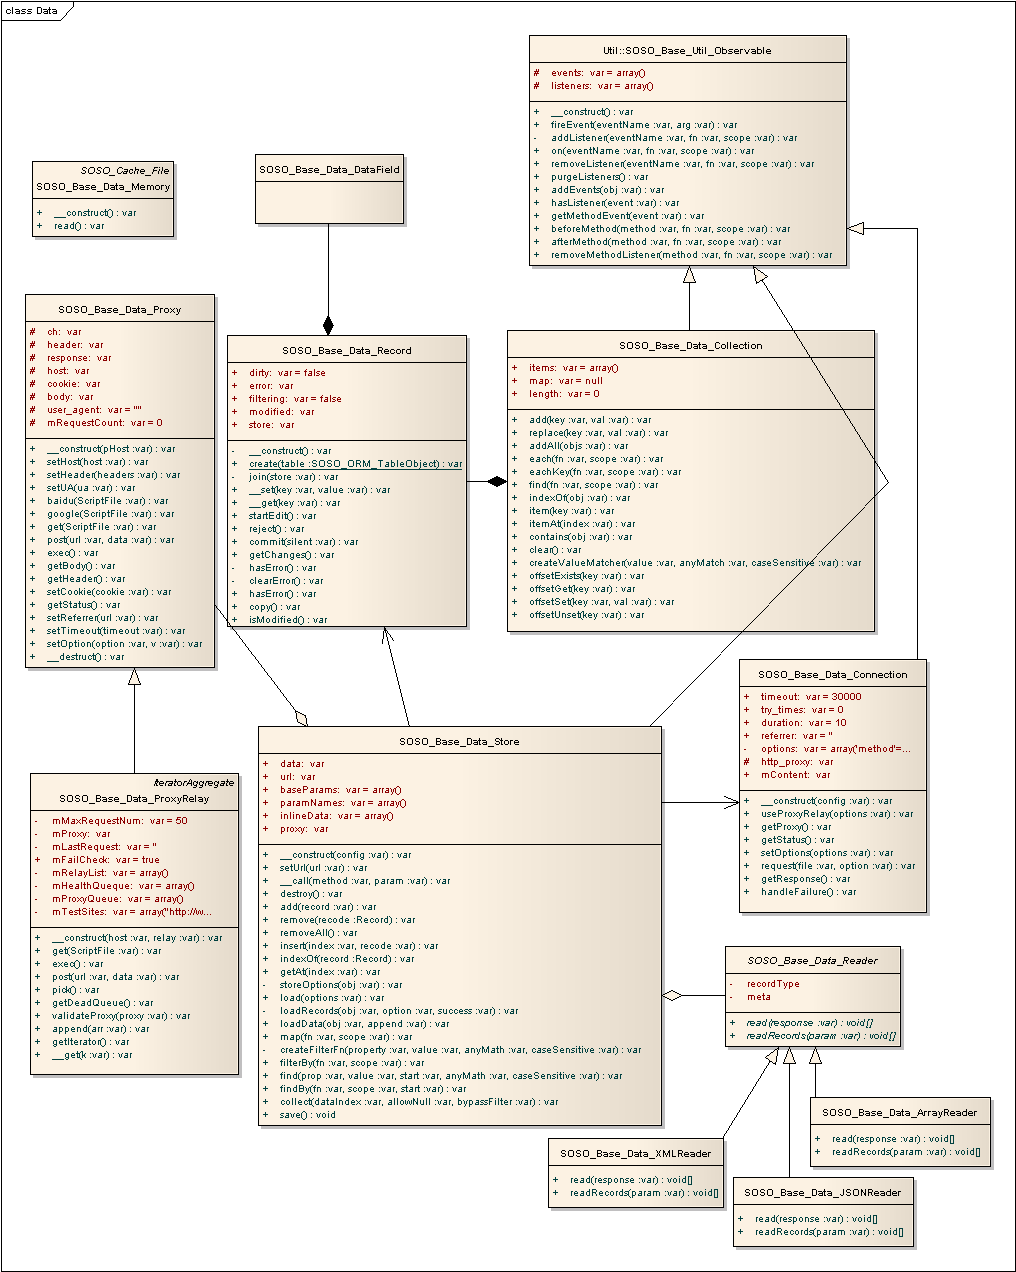 class Data
Util::SOSO_Base_Util_Observable
# events: var = array()
# listeners: var = array()
+ __construct() : var
+ fireEvent(eventName :var, arg :var) : var
- addListener(eventName :var, fn :var, scope :var) : var
+ on(eventName :var, fn :var, scope :var) : var
+ removeListener(eventName :var, fn :var, scope :var) : var
+ purgeListeners() : var
+ addEvents(obj :var) : var
+ hasListener(event :var) : var
+ getMethodEvent(event :var) : var
+ beforeMethod(method :var, fn :var, scope :var) : var
+ afterMethod(method :var, fn :var, scope :var) : var
+ removeMethodListener(method :var, fn :var, scope :var) : var
SOSO_Cache_File
SOSO_Base_Data_Memory
+ __construct() : var
+ read() : var
SOSO_Base_Data_DataField
SOSO_Base_Data_Proxy
# ch: var
# header: var
# response: var
# host: var
# cookie: var
# body: var
# user_agent: var = ""
# mRequestCount: var = 0
+ __construct(pHost :var) : var
+ setHost(host :var) : var
+ setHeader(headers :var) : var
+ setUA(ua :var) : var
+ baidu(ScriptFile :var) : var
+ google(ScriptFile :var) : var
+ get(ScriptFile :var) : var
+ post(url :var, data :var) : var
+ exec() : var
+ getBody() : var
+ getHeader() : var
+ setCookie(cookie :var) : var
+ getStatus() : var
+ setReferrer(url :var) : var
+ setTimeout(timeout :var) : var
+ setOption(option :var, v :var) : var
+ __destruct() : var
SOSO_Base_Data_Record
+ dirty: var = false
+ error: var
+ filtering: var = false
+ modified: var
+ store: var
- __construct() : var
+ create(table :SOSO_ORM_TableObject) : var
- join(store :var) : var
+ __set(key :var, value :var) : var
+ __get(key :var) : var
+ startEdit() : var
+ reject() : var
+ commit(silent :var) : var
+ getChanges() : var
- hasError() : var
- clearError() : var
+ hasError() : var
+ copy() : var
+ isModified() : var
SOSO_Base_Data_Collection
+ items: var = array()
+ map: var = null
+ length: var = 0
+ add(key :var, val :var) : var
+ replace(key :var, val :var) : var
+ addAll(objs :var) : var
+ each(fn :var, scope :var) : var
+ eachKey(fn :var, scope :var) : var
+ find(fn :var, scope :var) : var
+ indexOf(obj :var) : var
+ item(key :var) : var
+ itemAt(index :var) : var
+ contains(obj :var) : var
+ clear() : var
+ createValueMatcher(value :var, anyMatch :var, caseSensitive :var) : var
+ offsetExists(key :var) : var
+ offsetGet(key :var) : var
+ offsetSet(key :var, val :var) : var
+ offsetUnset(key :var) : var
SOSO_Base_Data_Connection
+ timeout: var = 30000
+ try_times: var = 0
+ duration: var = 10
+ referrer: var = ''
- options: var = array('method'=...
# http_proxy: var
+ mContent: var
+ __construct(config :var) : var
+ useProxyRelay(options :var) : var
+ getProxy() : var
+ getStatus() : var
+ setOptions(options :var) : var
+ request(file :var, option :var) : var
+ getResponse() : var
+ handleFailure() : var
IteratorAggregate
SOSO_Base_Data_ProxyRelay
- mMaxRequestNum: var = 50
- mProxy: var
- mLastRequest: var = ''
+ mFailCheck: var = true
- mRelayList: var = array()
- mHealthQueque: var = array()
- mProxyQueue: var = array()
- mTestSites: var = array("http://w...
+ __construct(host :var, relay :var) : var
+ get(ScriptFile :var) : var
+ exec() : var
+ post(url :var, data :var) : var
+ pick() : var
+ getDeadQueue() : var
+ validateProxy(proxy :var) : var
+ append(arr :var) : var
+ getIterator() : var
+ __get(k :var) : var
SOSO_Base_Data_Store
+ data: var
+ url: var
+ baseParams: var = array()
+ paramNames: var = array()
+ inlineData: var = array()
+ proxy: var
+ __construct(config :var) : var
+ setUrl(url :var) : var
+ __call(method :var, param :var) : var
+ destroy() : var
+ add(record :var) : var
+ remove(recode :Record) : var
+ removeAll() : var
+ insert(index :var, recode :var) : var
+ indexOf(record :Record) : var
+ getAt(index :var) : var
- storeOptions(obj :var) : var
+ load(options :var) : var
- loadRecords(obj :var, option :var, success :var) : var
+ loadData(obj :var, append :var) : var
+ map(fn :var, scope :var) : var
- createFilterFn(property :var, value :var, anyMath :var, caseSensitive :var) : var
+ filterBy(fn :var, scope :var) : var
+ find(prop :var, value :var, start :var, anyMath :var, caseSensitive :var) : var
+ findBy(fn :var, scope :var, start :var) : var
+ collect(dataIndex :var, allowNull :var, bypassFilter :var) : var
+ save() : void
SOSO_Base_Data_Reader
- recordType
- meta
+ read(response :var) : void[]
+ readRecords(param :var) : void[]
SOSO_Base_Data_ArrayReader
+ read(response :var) : void[]
+ readRecords(param :var) : void[]
SOSO_Base_Data_XMLReader
+ read(response :var) : void[]
+ readRecords(param :var) : void[]
SOSO_Base_Data_JSONReader
+ read(response :var) : void[]
+ readRecords(param :var) : void[]